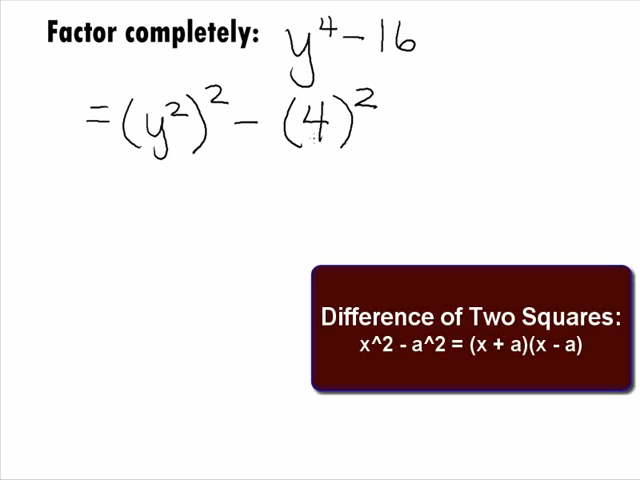 Factor completely: y⁴ - 16
= (y²)² - (4)²
Difference of Two Squares:
x^2 - a^2 = (x + a)(x - a)